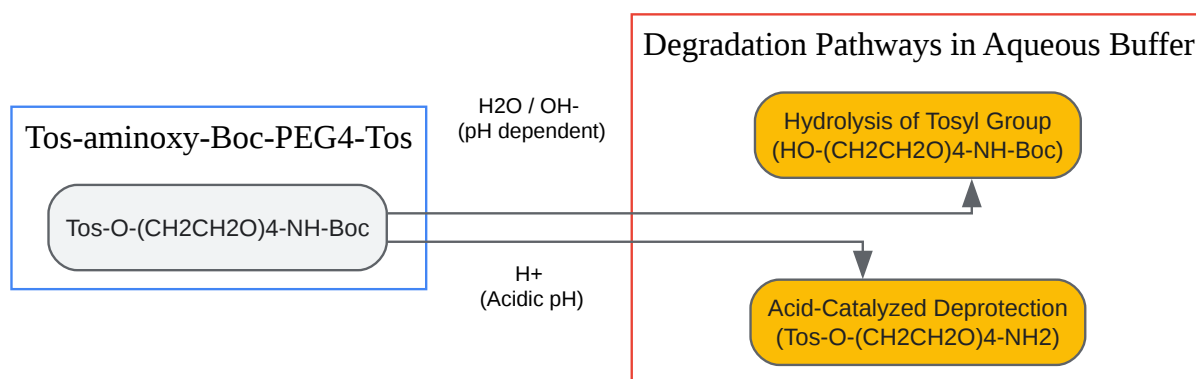 Degradation Pathways in Aqueous Buffer
Tos-aminoxy-Boc-PEG4-Tos
Tos-O-(CH2CH2O)4-NH-Boc
H2O / OH-
(pH dependent)
Hydrolysis of Tosyl Group
(HO-(CH2CH2O)4-NH-Boc)
H+
(Acidic pH)
Acid-Catalyzed Deprotection
(Tos-O-(CH2CH2O)4-NH2)